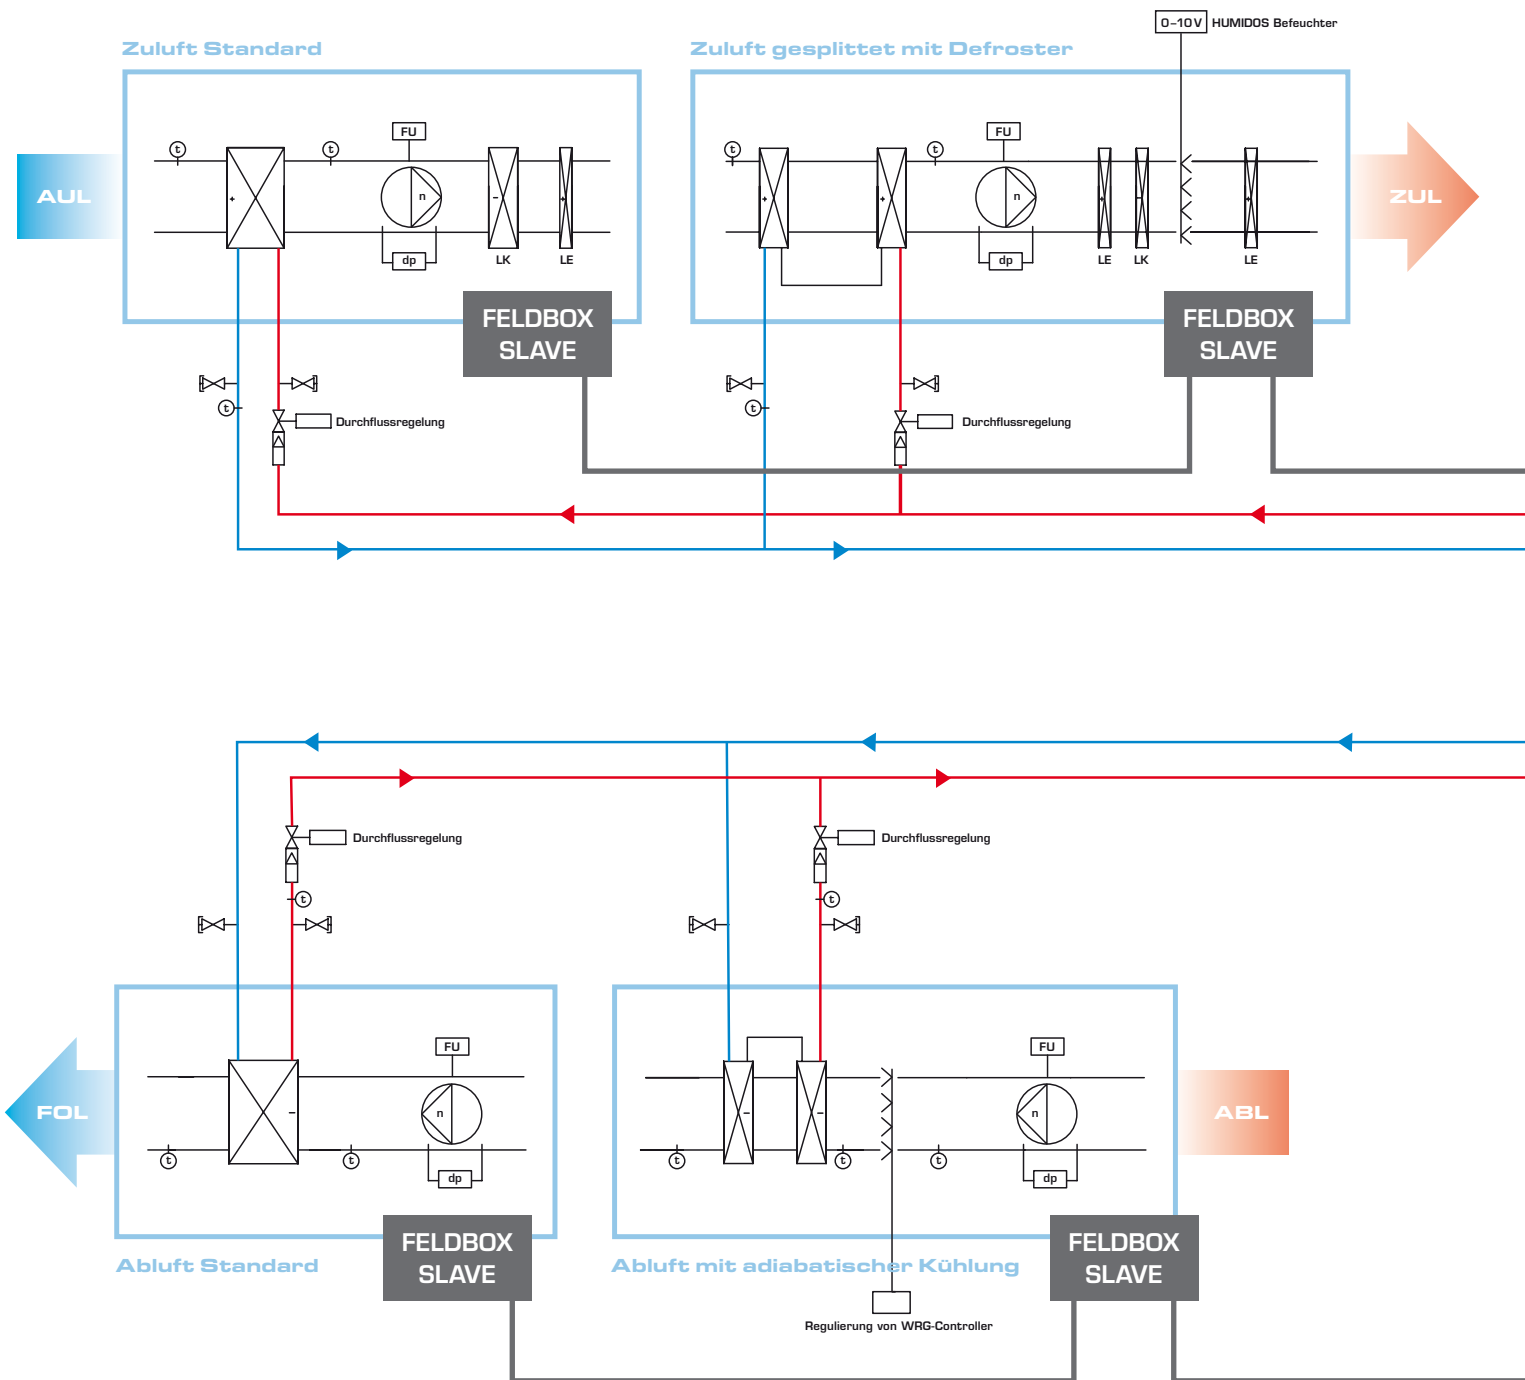 0–10V HUMIDOS Befeuchter
Zuluft Standard
Zuluft gesplittet mit Defroster
AUL
t
t
FU
n
dp
LK
LE
t
t
FU
n
dp
LE
LK
LE
ZUL
FELDBOX
SLAVE
FELDBOX
SLAVE
t
Durchflussregelung
t
Durchflussregelung
Durchflussregelung
Durchflussregelung
t
t
FOL
FU
n
t
t
dp
FU
n
t
t
t
dp
ABL
FELDBOX
SLAVE
FELDBOX
SLAVE
Abluft Standard
Abluft mit adiabatischer Kühlung
Regulierung von WRG-Controller